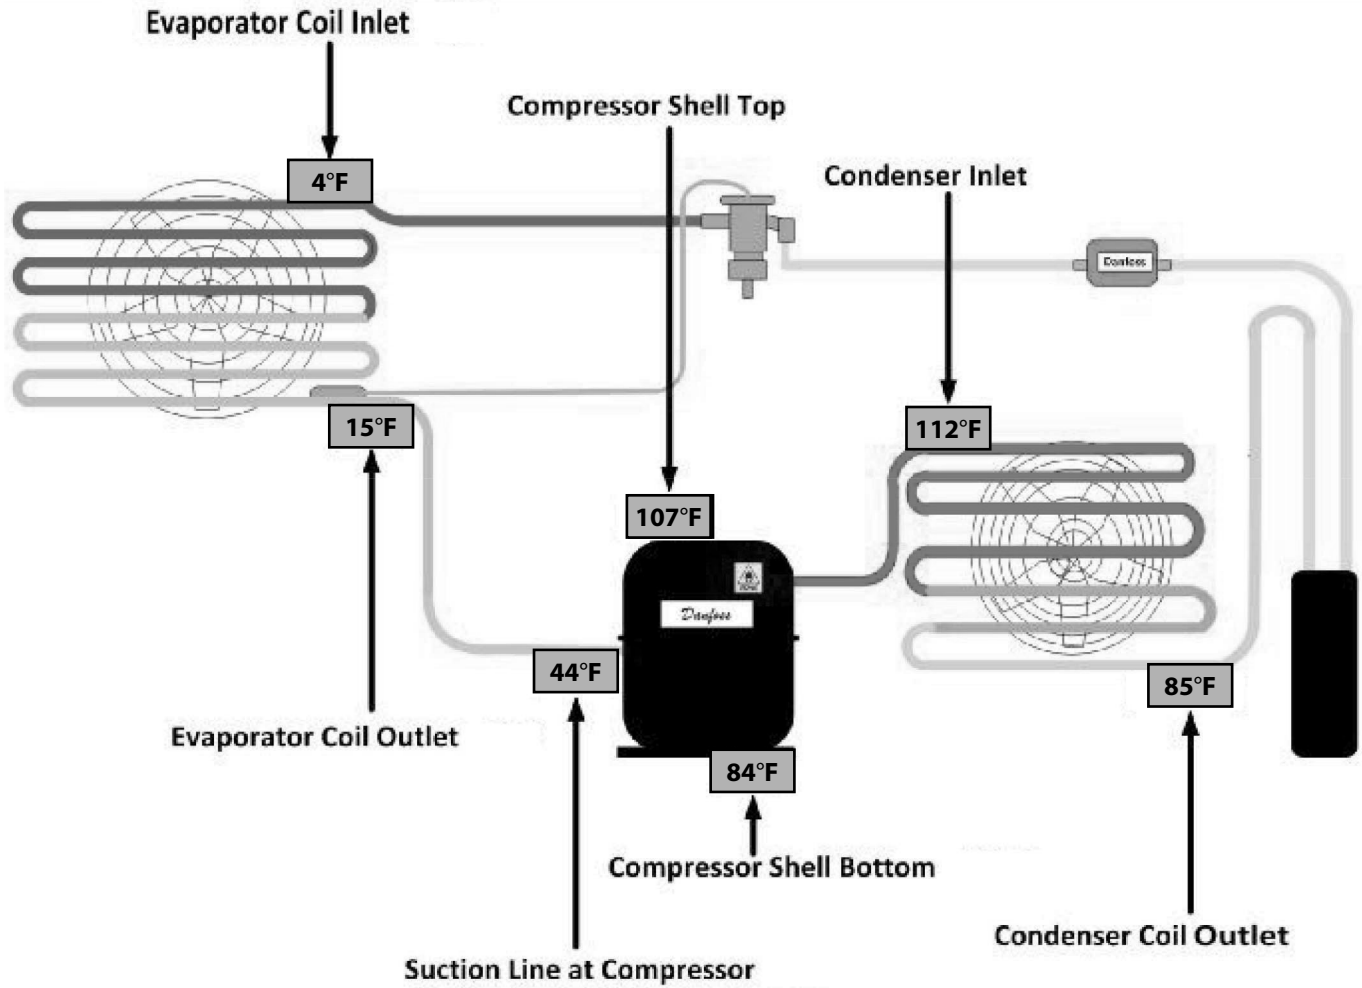 Evaporator Coil Inlet
Compressor Shell Top
Condenser Inlet
4°F
Danfoss
15°F
112°F
107°F
Danfoss
44°F
85°F
Evaporator Coil Outlet
84°F
Compressor Shell Bottom
Condenser Coil Outlet
Suction Line at Compressor